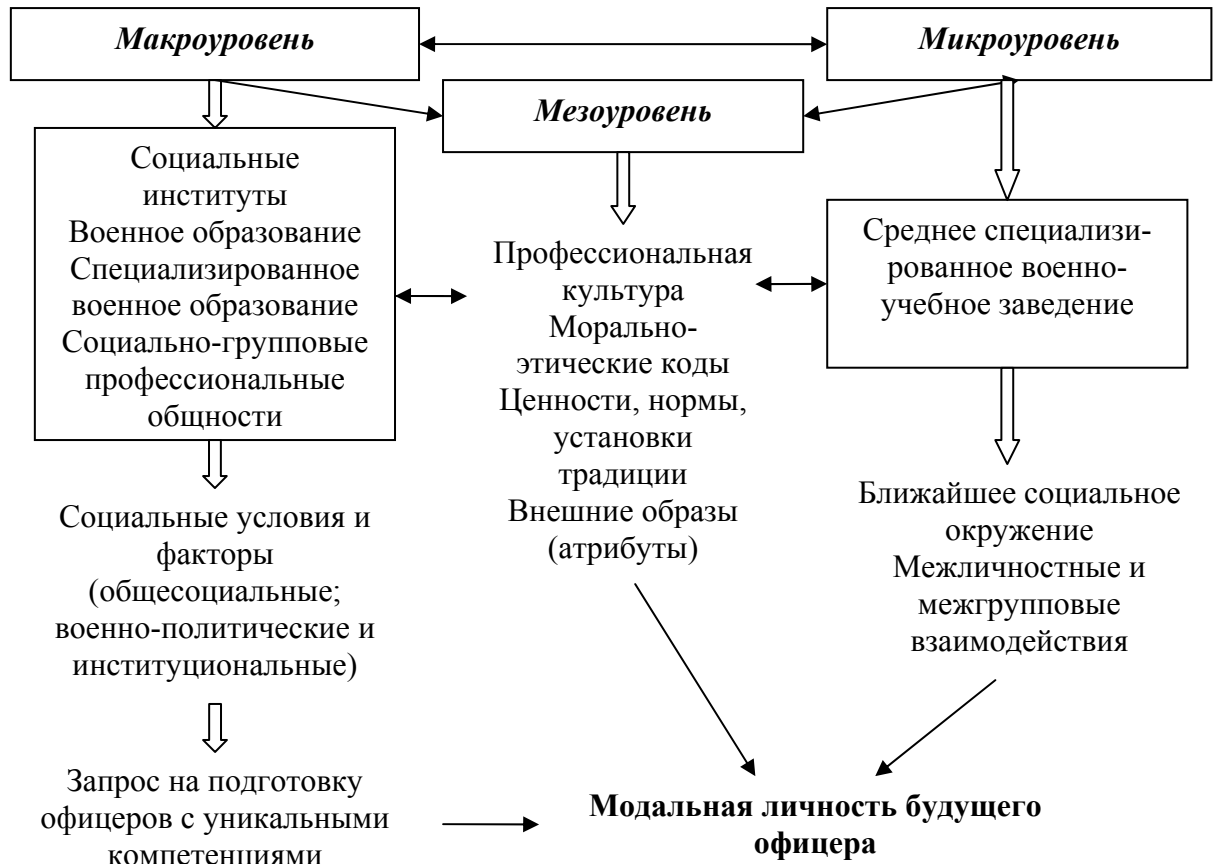 Макроуровень
Микроуровень
Мезоуровень
Социальные
институты
Военное образование
Специализированное
военное образование
Социально-групповые
профессиональные
общности
Профессиональная
культура
Морально-
этические коды
Ценности, нормы,
установки
традиции
Внешние образы
(атрибуты)
Среднее специализи-
рованное военно-
учебное заведение
Социальные условия и
факторы
(общесоциальные;
военно-политические и
институциональные)
Ближайшее социальное
окружение
Межличностные и
межгрупповые
взаимодействия
Запрос на подготовку
офицеров с уникальными
компетенциями
Модальная личность будущего
офицера